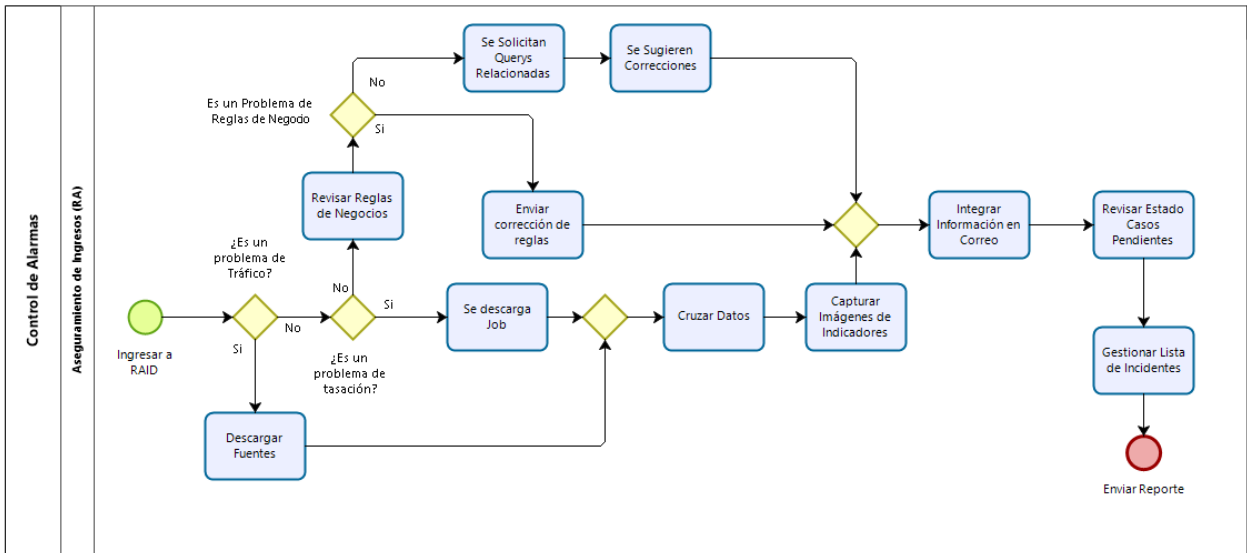 Control de Alarmas
Aseguramiento de Ingresos (RA)
Se Solicitan
Querys
Relacionadas
Se Sugieren
Correcciones
No
Es un Problema de
Reglas de Negodo
Si
Revisar Reglas
de Negocios
Enviar
corrección de
reglas
Integrar
Información en
Correo
Revisar Estado
Casos
Pendientes
¿Es un
problema de
Tráfico?
No
Si
Se descarga
Job
Cruzar Datos
Capturar
Imágenes de
Indicadores
No
Ingresar a
RAID
Si
¿Es un
problema de
tasación?
Gestionar Lista
de Incidentes
Descargar
Fuentes
Enviar Reporte